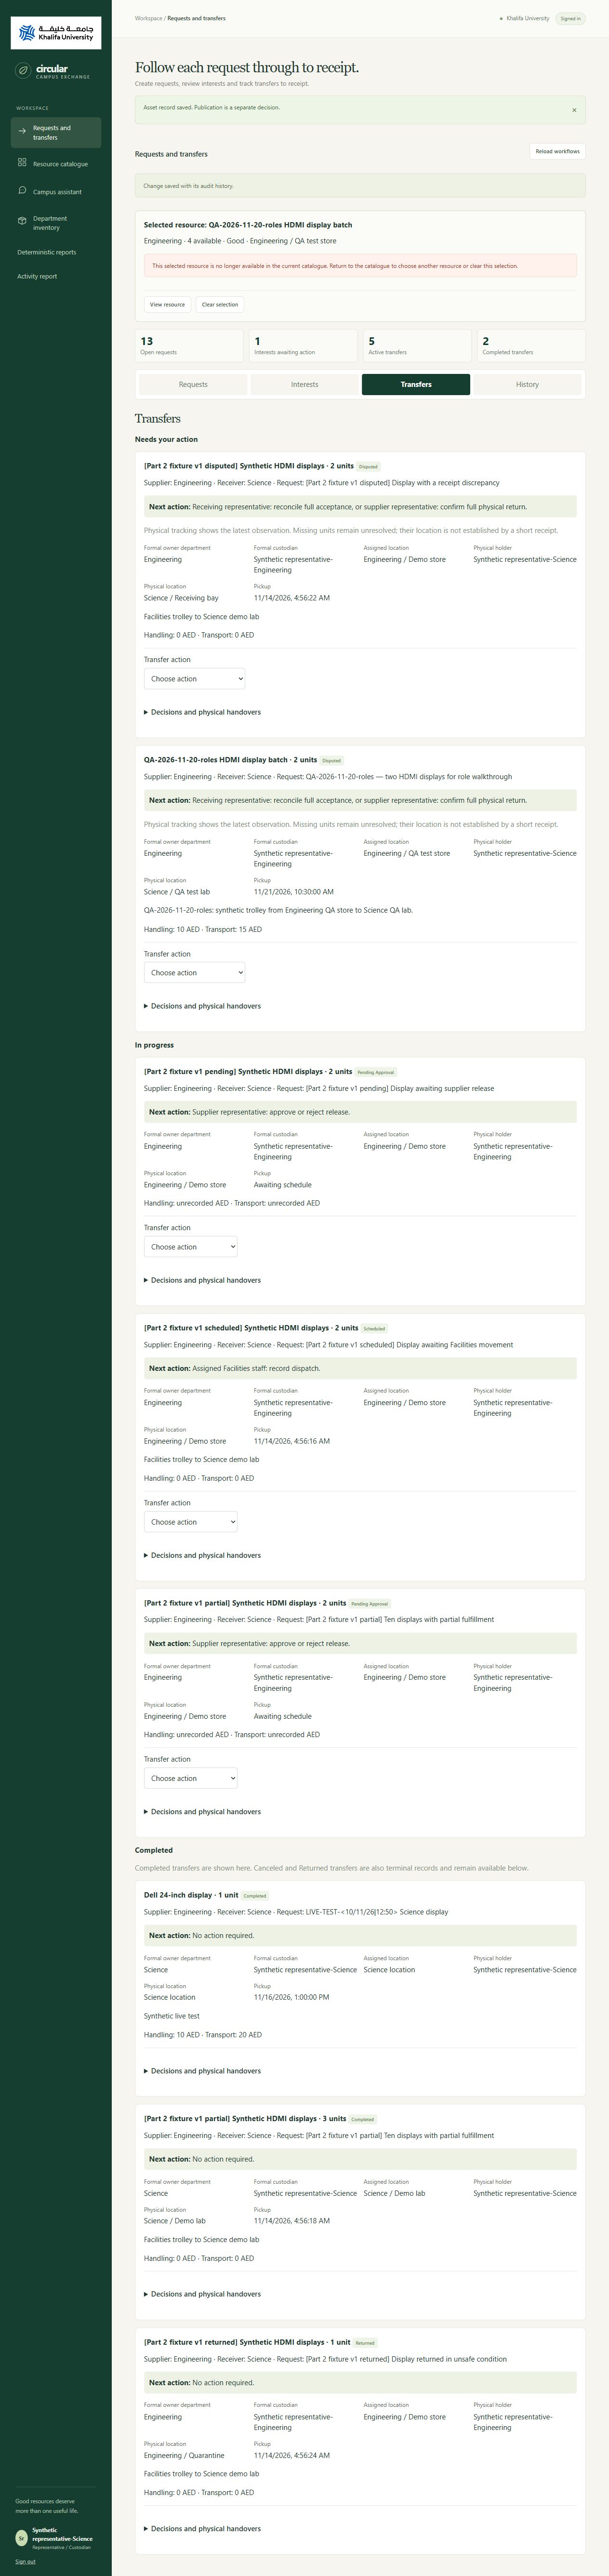 جامعة خليفة
Khalifa University
circular
CAMPUS EXCHANGE
WORKSPACE
Requests and
transfers
Resource catalogue
Campus assistant
Department
inventory
Deterministic reports
Activity report
Good resources deserve
more than one useful life.
Sr
Synthetic
representative-Science
Representative / Custodian
Sign out
Workspace / Requests and transfers
Khalifa University
Signed in
Follow each request through to receipt.
Create requests, review interests and track transfers to receipt.
Asset record saved. Publication is a separate decision.
×
Requests and transfers
Reload workflows
Change saved with its audit history.
Selected resource: QA-2026-11-20-roles HDMI display batch
Engineering · 4 available · Good · Engineering / QA test store
This selected resource is no longer available in the current catalogue. Return to the catalogue to choose another resource or clear this selection.
View resource
Clear selection
13
Open requests
1
Interests awaiting action
5
Active transfers
2
Completed transfers
Requests
Interests
Transfers
History
Transfers
Needs your action
[Part 2 fixture v1 disputed] Synthetic HDMI displays · 2 units Disputed
Supplier: Engineering · Receiver: Science · Request: [Part 2 fixture v1 disputed] Display with a receipt discrepancy
Next action: Receiving representative: reconcile full acceptance, or supplier representative: confirm full physical return.
Physical tracking shows the latest observation. Missing units remain unresolved; their location is not established by a short receipt.
Formal owner department
Engineering
Formal custodian
Synthetic representative-
Engineering
Assigned location
Engineering / Demo store
Physical holder
Synthetic representative-Science
Physical location
Science / Receiving bay
Pickup
11/14/2026, 4:56:22 AM
Facilities trolley to Science demo lab
Handling: 0 AED · Transport: 0 AED
Transfer action
Choose action
▶ Decisions and physical handovers
QA-2026-11-20-roles HDMI display batch · 2 units Disputed
Supplier: Engineering · Receiver: Science · Request: QA-2026-11-20-roles — two HDMI displays for role walkthrough
Next action: Receiving representative: reconcile full acceptance, or supplier representative: confirm full physical return.
Physical tracking shows the latest observation. Missing units remain unresolved; their location is not established by a short receipt.
Formal owner department
Engineering
Formal custodian
Synthetic representative-
Engineering
Assigned location
Engineering / QA test store
Physical holder
Synthetic representative-Science
Physical location
Science / QA test lab
Pickup
11/21/2026, 10:30:00 AM
QA-2026-11-20-roles: synthetic trolley from Engineering QA store to Science QA lab.
Handling: 10 AED · Transport: 15 AED
Transfer action
Choose action
▶ Decisions and physical handovers
In progress
[Part 2 fixture v1 pending] Synthetic HDMI displays · 2 units Pending Approval
Supplier: Engineering · Receiver: Science · Request: [Part 2 fixture v1 pending] Display awaiting supplier release
Next action: Supplier representative: approve or reject release.
Formal owner department
Engineering
Formal custodian
Synthetic representative-
Engineering
Assigned location
Engineering / Demo store
Physical holder
Synthetic representative-
Engineering
Physical location
Engineering / Demo store
Pickup
Awaiting schedule
Handling: unrecorded AED · Transport: unrecorded AED
Transfer action
Choose action
▶ Decisions and physical handovers
[Part 2 fixture v1 scheduled] Synthetic HDMI displays · 2 units Scheduled
Supplier: Engineering · Receiver: Science · Request: [Part 2 fixture v1 scheduled] Display awaiting Facilities movement
Next action: Assigned Facilities staff: record dispatch.
Formal owner department
Engineering
Formal custodian
Synthetic representative-
Engineering
Assigned location
Engineering / Demo store
Physical holder
Synthetic representative-
Engineering
Physical location
Engineering / Demo store
Pickup
11/14/2026, 4:56:16 AM
Facilities trolley to Science demo lab
Handling: 0 AED · Transport: 0 AED
Transfer action
Choose action
▶ Decisions and physical handovers
[Part 2 fixture v1 partial] Synthetic HDMI displays · 2 units Pending Approval
Supplier: Engineering · Receiver: Science · Request: [Part 2 fixture v1 partial] Ten displays with partial fulfillment
Next action: Supplier representative: approve or reject release.
Formal owner department
Engineering
Formal custodian
Synthetic representative-
Engineering
Assigned location
Engineering / Demo store
Physical holder
Synthetic representative-
Engineering
Physical location
Engineering / Demo store
Pickup
Awaiting schedule
Handling: unrecorded AED · Transport: unrecorded AED
Transfer action
Choose action
▶ Decisions and physical handovers
Completed
Completed transfers are shown here. Canceled and Returned transfers are also terminal records and remain available below.
Dell 24-inch display · 1 unit Completed
Supplier: Engineering · Receiver: Science · Request: LIVE-TEST-<10/11/26|12:50> Science display
Next action: No action required.
Formal owner department
Science
Formal custodian
Synthetic representative-Science
Assigned location
Science location
Physical holder
Synthetic representative-Science
Physical location
Science location
Pickup
11/16/2026, 1:00:00 PM
Synthetic live test
Handling: 10 AED · Transport: 20 AED
▶ Decisions and physical handovers
[Part 2 fixture v1 partial] Synthetic HDMI displays · 3 units Completed
Supplier: Engineering · Receiver: Science · Request: [Part 2 fixture v1 partial] Ten displays with partial fulfillment
Next action: No action required.
Formal owner department
Science
Formal custodian
Synthetic representative-Science
Assigned location
Science / Demo lab
Physical holder
Synthetic representative-Science
Physical location
Science / Demo lab
Pickup
11/14/2026, 4:56:18 AM
Facilities trolley to Science demo lab
Handling: 0 AED · Transport: 0 AED
▶ Decisions and physical handovers
[Part 2 fixture v1 returned] Synthetic HDMI displays · 1 unit Returned
Supplier: Engineering · Receiver: Science · Request: [Part 2 fixture v1 returned] Display returned in unsafe condition
Next action: No action required.
Formal owner department
Engineering
Formal custodian
Synthetic representative-
Engineering
Assigned location
Engineering / Demo store
Physical holder
Synthetic representative-
Engineering
Physical location
Engineering / Quarantine
Pickup
11/14/2026, 4:56:24 AM
Facilities trolley to Science demo lab
Handling: 0 AED · Transport: 0 AED
▶ Decisions and physical handovers